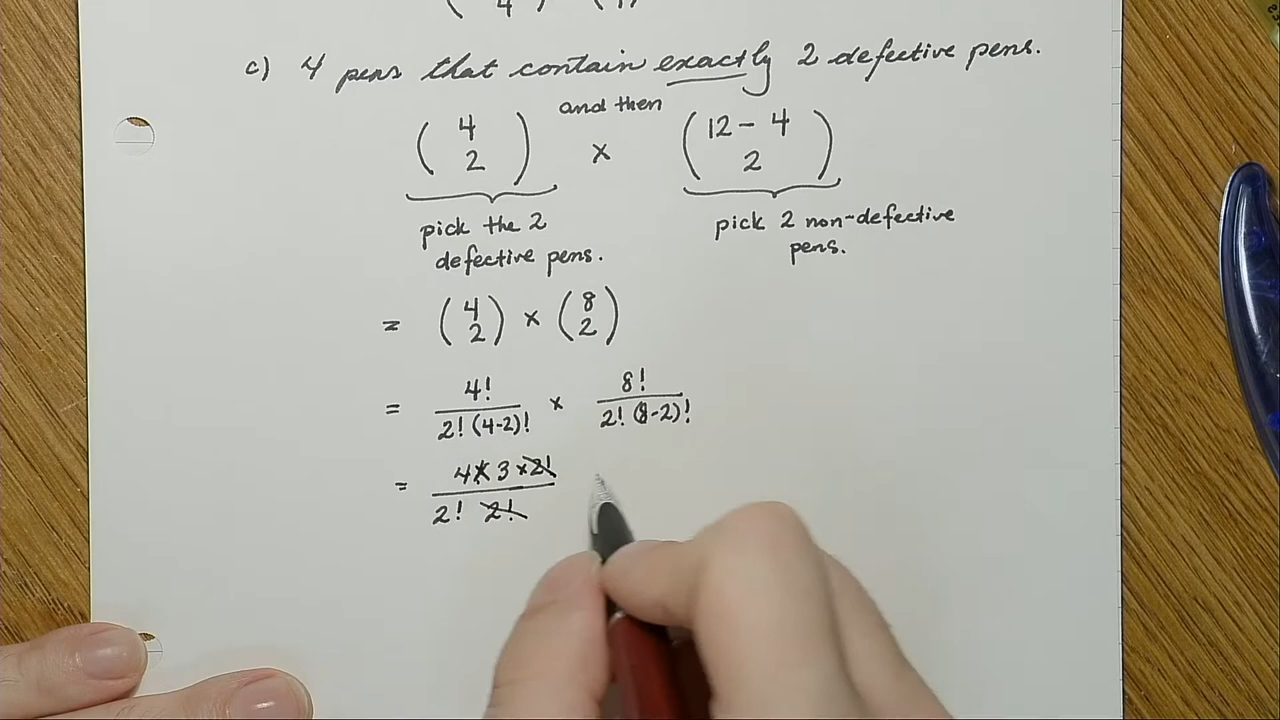 ( 4 ) (11)
c) 4 pens that contain exactly 2 defective pens.
and then
( 4 ) × ( 12 - 4 )
( 2 ) ( 2 )
pick the 2 pick 2 non-defective
defective pens. pens.
= ( 4 ) × ( 8 )
( 2 ) ( 2 )
= 4! / 2! (4-2)! × 8! / 2! (8-2)!
= 4 × 3 × 2! / 2! 2!